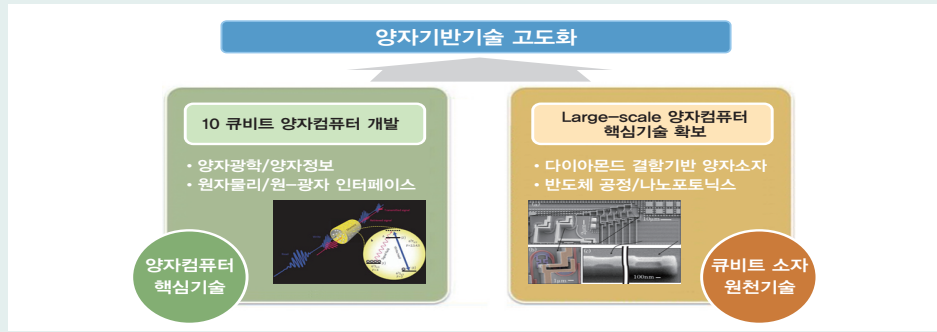 양자기반기술 고도화
10 큐비트 양자컴퓨터 개발
• 양자광학/양자정보
• 원자물리/원-광자 인터페이스
양자컴퓨터
핵심기술
Large-scale 양자컴퓨터
핵심기술 확보
• 다이아몬드 결함기반 양자소자
• 반도체 공정/나노포토닉스
1μm
100nm
큐비트 소자
원천기술